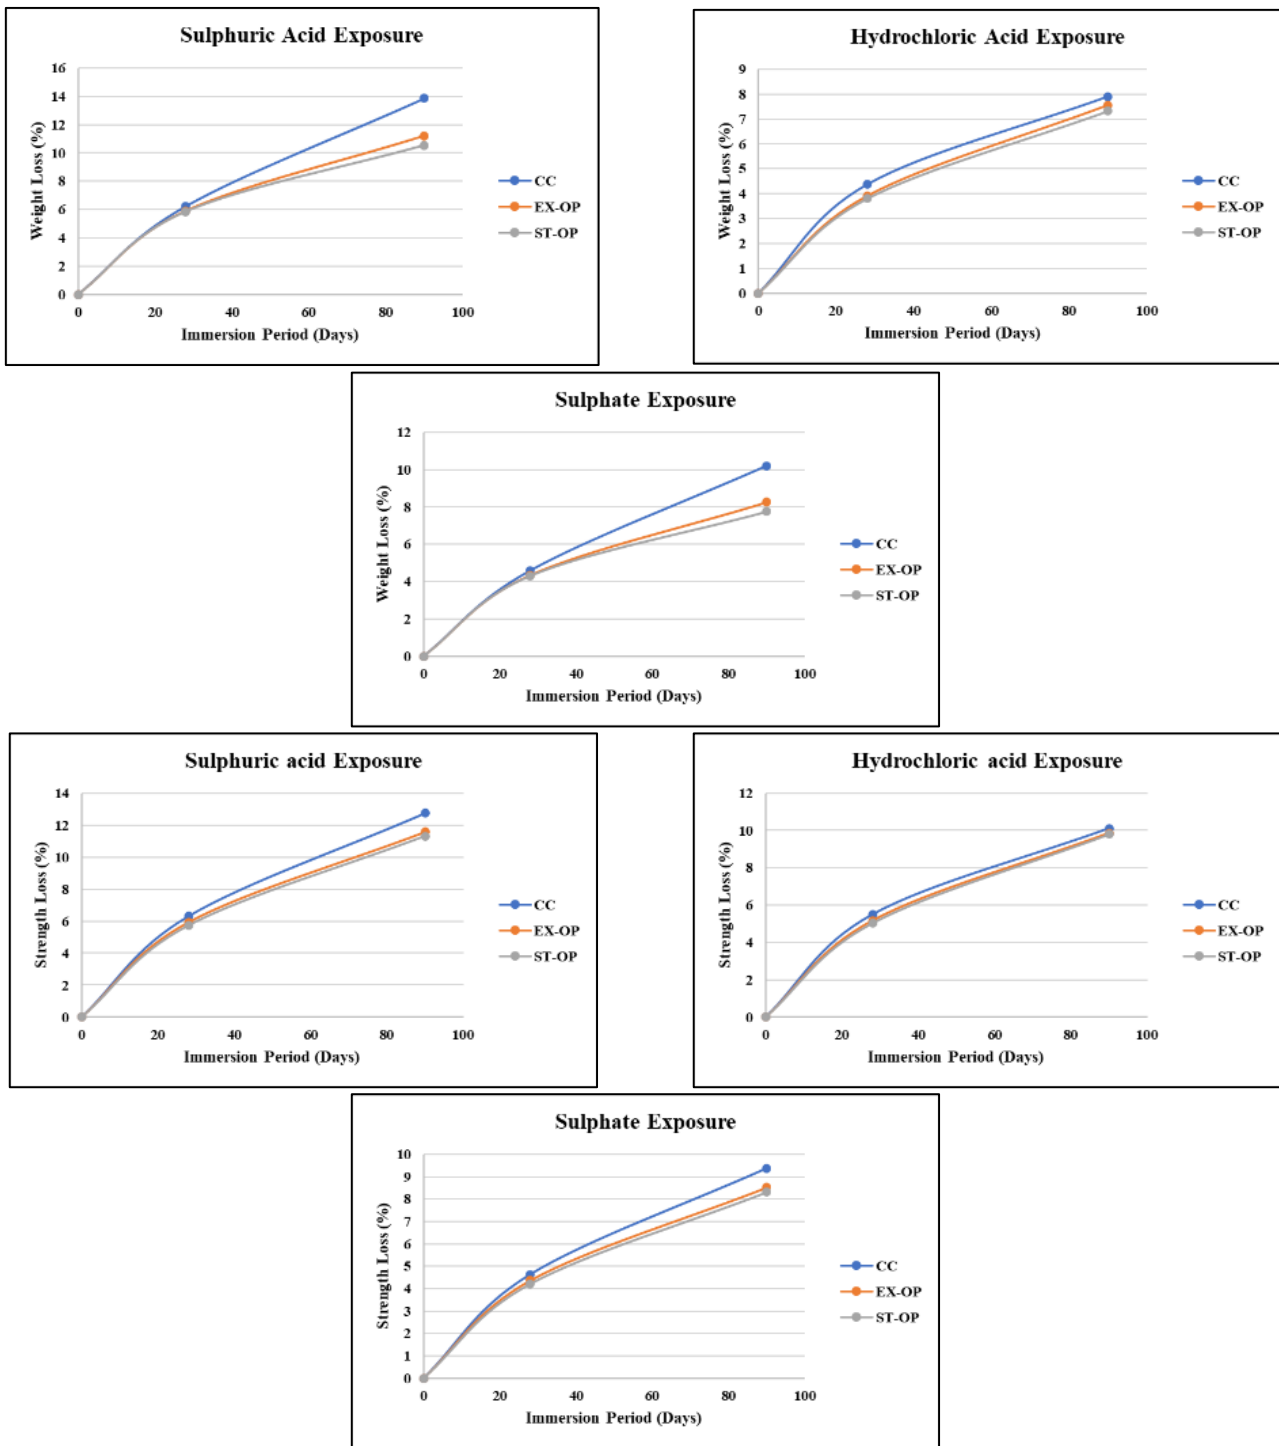 Sulphuric Acid Exposure
Weight Loss (%)
16
14
12
10
8
6
4
2
0
0 20 40 60 80 100
Immersion Period (Days)
CC
EX-OP
ST-OP
Hydrochloric Acid Exposure
Weight Loss (%)
9
8
7
6
5
4
3
2
1
0
0 20 40 60 80 100
Immersion Period (Days)
CC
EX-OP
ST-OP
Sulphate Exposure
Weight Loss (%)
12
10
8
6
4
2
0
0 20 40 60 80 100
Immersion Period (Days)
CC
EX-OP
ST-OP
Sulphuric acid Exposure
Strength Loss (%)
14
12
10
8
6
4
2
0
0 20 40 60 80 100
Immersion Period (Days)
CC
EX-OP
ST-OP
Hydrochloric acid Exposure
Strength Loss (%)
12
10
8
6
4
2
0
0 20 40 60 80 100
Immersion Period (Days)
CC
EX-OP
ST-OP
Sulphate Exposure
Strength Loss (%)
10
9
8
7
6
5
4
3
2
1
0
0 20 40 60 80 100
Immersion Period (Days)
CC
EX-OP
ST-OP